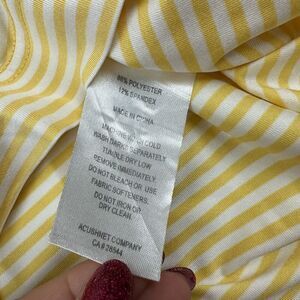 88% POLYESTER
12% SPANDEX
MADE IN CHINA
MACHINE WASH COLD
WASH DARKS SEPARATELY
TUMBLE DRY LOW
REMOVE IMMEDIATELY
DO NOT BLEACH OR USE
FABRIC SOFTENERS.
DO NOT IRON OR
DRY CLEAN.
ACUSHNET COMPANY
CA# 28544